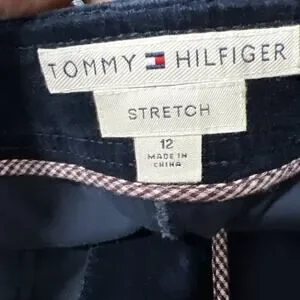 TOMMY HILFIGER
STRETCH
12
MADE IN
CHINA